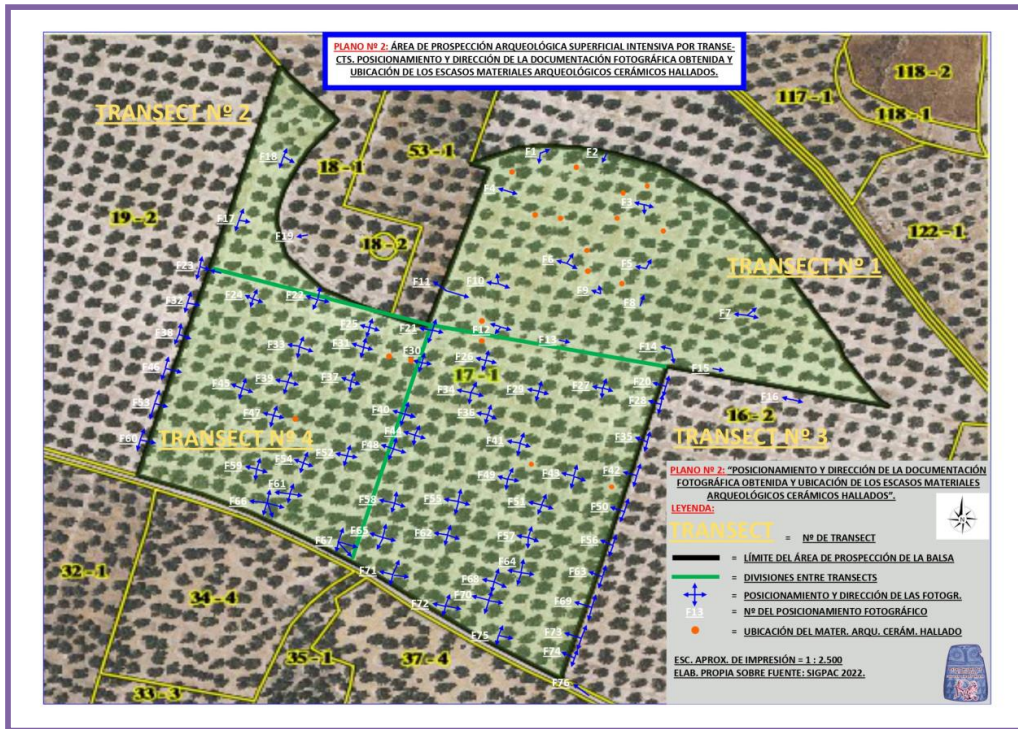 PLANO Nº 2: ÁREA DE PROSPECCIÓN ARQUEOLÓGICA SUPERFICIAL INTENSIVA POR TRANSE-
CTS. POSICIONAMIENTO Y DIRECCIÓN DE LA DOCUMENTACIÓN FOTOGRÁFICA OBTENIDA Y
UBICACIÓN DE LOS ESCASOS MATERIALES ARQUEOLÓGICOS CERÁMICOS HALLADOS.
118 - 2
117 - 1
118 - 1
TRANSECT Nº 2
53 - 1
F1
F2
F18
18 - 1
F4
F3
19 - 2
F17
F19
18 - 2
122 - 1
F23
F6
F5
TRANSECT Nº 1
F11
F10
F9
F8
F32
F24
F22
F7
F25
F21
F12
F13
F38
F33
F31
F30
F26
F14
F46
17 - 1
F15
F39
F37
F34
F29
F27
F20
F28
F16
F47
F40
F36
16 - 2
F60
TRANSECT Nº 4
F48
F41
F35
TRANSECT Nº 3
F59
F54
F52
F49
F43
F42
F61
F66
F58
F55
F51
F50
F67
F65
F62
F57
F56
F71
F68
F64
F63
F72
F70
F69
F75
F73
F74
F76
32 - 1
34 - 4
35 - 1
37 - 4
33 - 3
PLANO Nº 2: “POSICIONAMIENTO Y DIRECCIÓN DE LA DOCUMENTACIÓN
FOTOGRÁFICA OBTENIDA Y UBICACIÓN DE LOS ESCASOS MATERIALES
ARQUEOLÓGICOS CERÁMICOS HALLADOS”.
LEYENDA:
N
TRANSECT = Nº DE TRANSECT
= LÍMITE DEL ÁREA DE PROSPECCIÓN DE LA BALSA
= DIVISIONES ENTRE TRANSECTS
= POSICIONAMIENTO Y DIRECCIÓN DE LAS FOTOGR.
F13 = Nº DEL POSICIONAMIENTO FOTOGRÁFICO
= UBICACIÓN DEL MATER. ARQU. CERÁM. HALLADO
ESC. APROX. DE IMPRESIÓN = 1 : 2.500
ELAB. PROPIA SOBRE FUENTE: SIGPAC 2022.